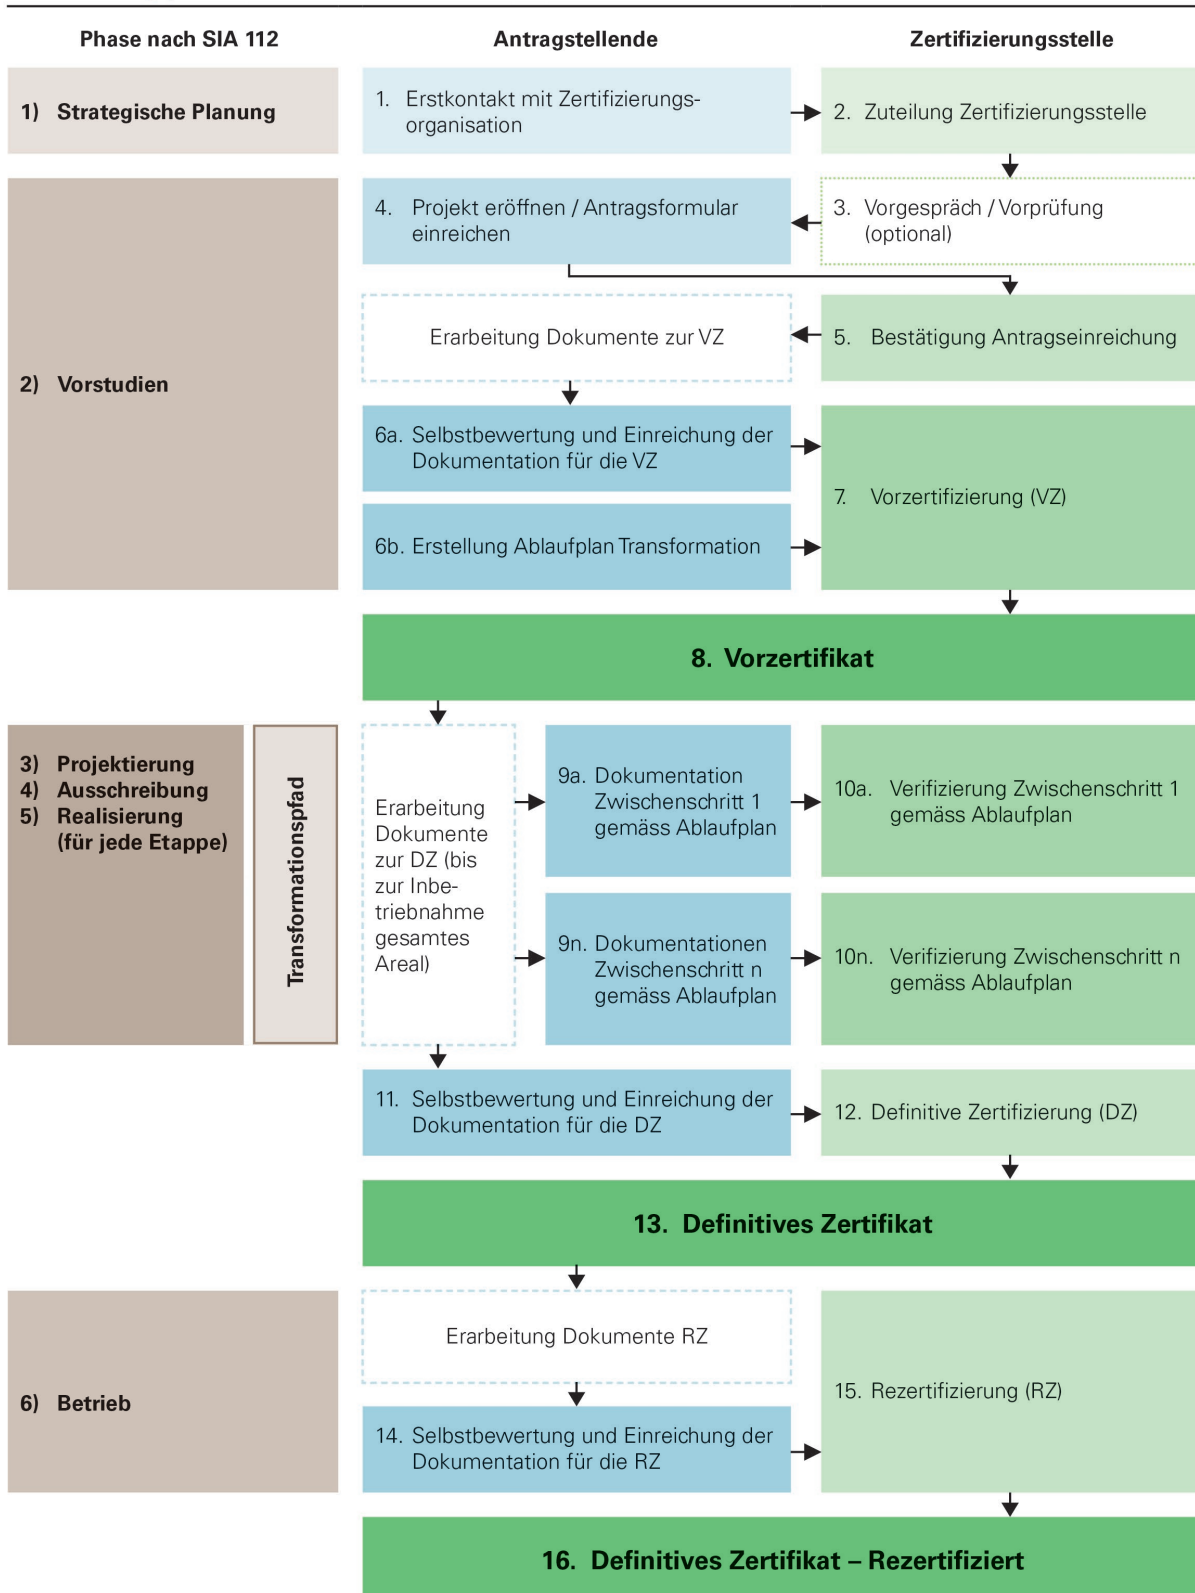 Phase nach SIA 112
Antragstellende
Zertifizierungsstelle
1) Strategische Planung
1. Erstkontakt mit Zertifizierungs-
organisation
2. Zuteilung Zertifizierungsstelle
2) Vorstudien
4. Projekt eröffnen / Antragsformular
einreichen
3. Vorgespräch / Vorprüfung
(optional)
Erarbeitung Dokumente zur VZ
5. Bestätigung Antragseinreichung
6a. Selbstbewertung und Einreichung der
Dokumentation für die VZ
6b. Erstellung Ablaufplan Transformation
7. Vorzertifizierung (VZ)
8. Vorzertifikat
3) Projektierung
4) Ausschreibung
5) Realisierung
(für jede Etappe)
Transformationspfad
Erarbeitung
Dokumente
zur DZ (bis
zur Inbe-
triebnahme
gesamtes
Areal)
9a. Dokumentation
Zwischenschritt 1
gemäss Ablaufplan
10a. Verifizierung Zwischenschritt 1
gemäss Ablaufplan
9n. Dokumentationen
Zwischenschritt n
gemäss Ablaufplan
10n. Verifizierung Zwischenschritt n
gemäss Ablaufplan
11. Selbstbewertung und Einreichung der
Dokumentation für die DZ
12. Definitive Zertifizierung (DZ)
13. Definitives Zertifikat
6) Betrieb
Erarbeitung Dokumente RZ
14. Selbstbewertung und Einreichung der
Dokumentation für die RZ
15. Rezertifizierung (RZ)
16. Definitives Zertifikat – Rezertifiziert